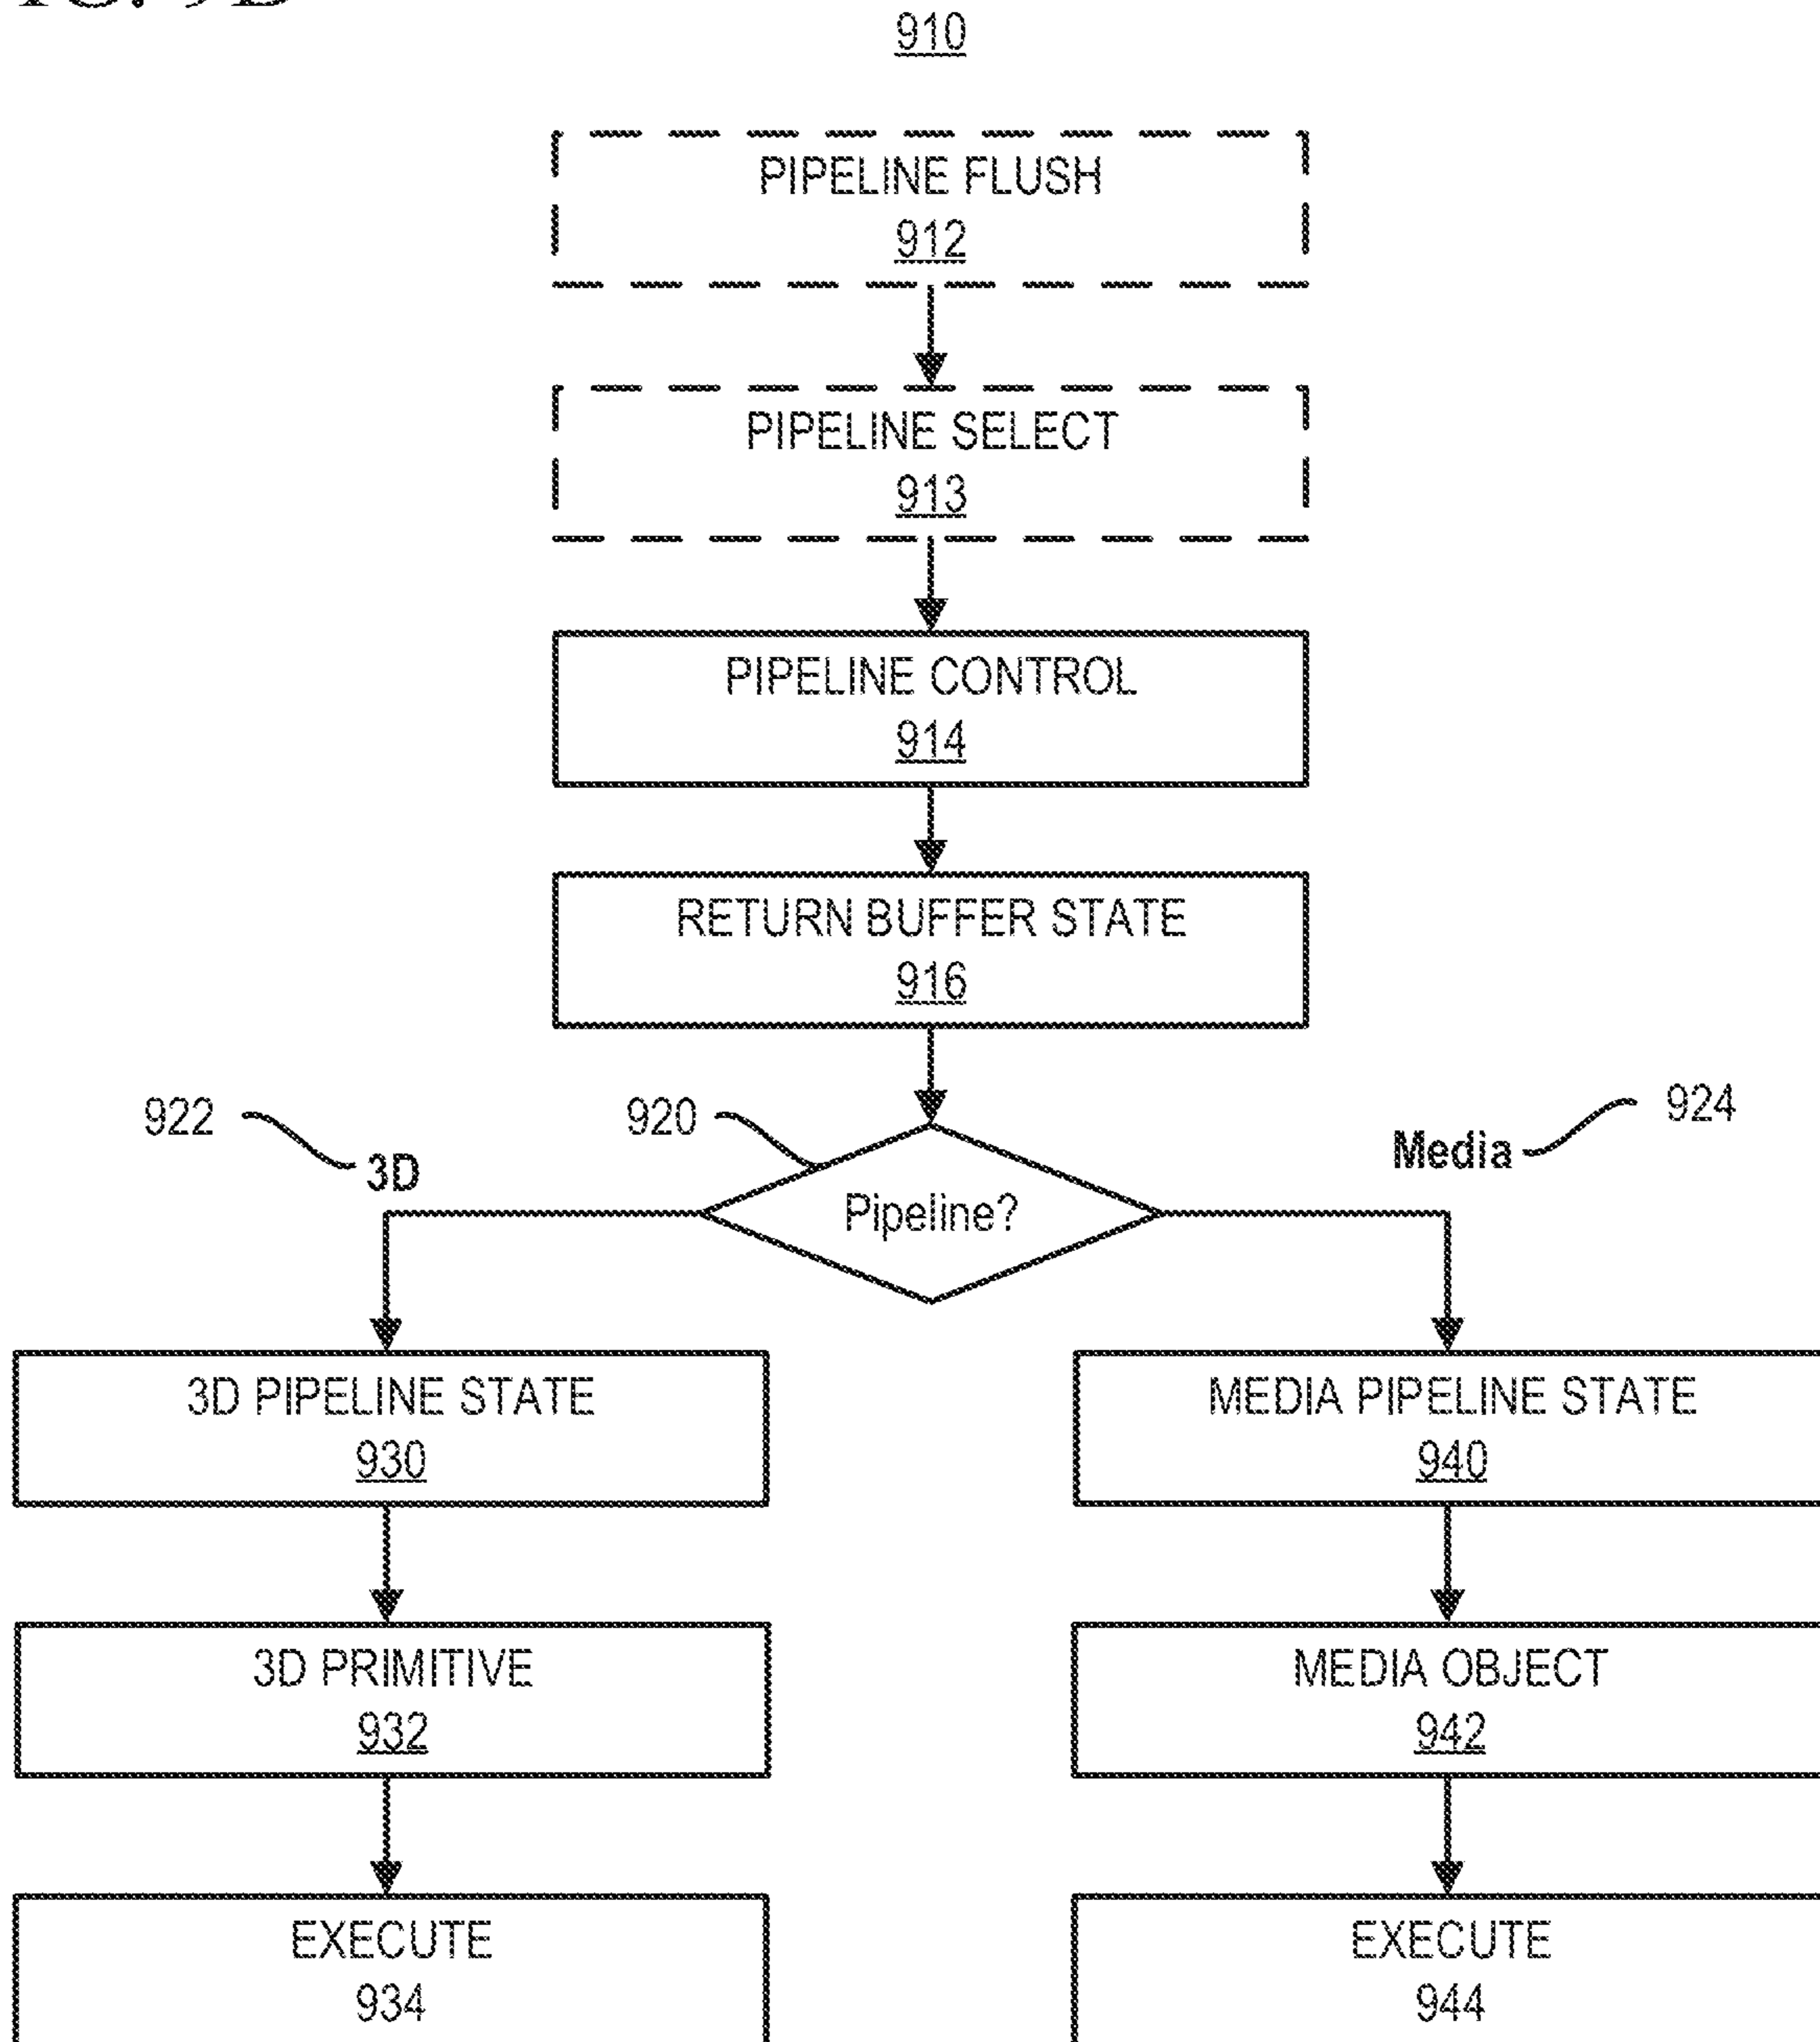 910
PIPELINE FLUSH
912
PIPELINE SELECT
913
PIPELINE CONTROL
914
RETURN BUFFER STATE
916
922
920
924
3D
Media
Pipeline?
3D PIPELINE STATE
930
MEDIA PIPELINE STATE
940
3D PRIMITIVE
932
MEDIA OBJECT
942
EXECUTE
934
EXECUTE
944